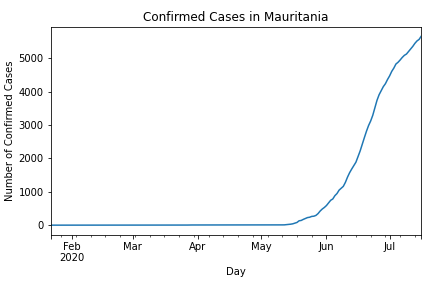 Confirmed Cases in Mauritania
Number of Confirmed Cases
5000
4000
3000
2000
1000
0
Feb Mar Apr May Jun Jul
2020
Day